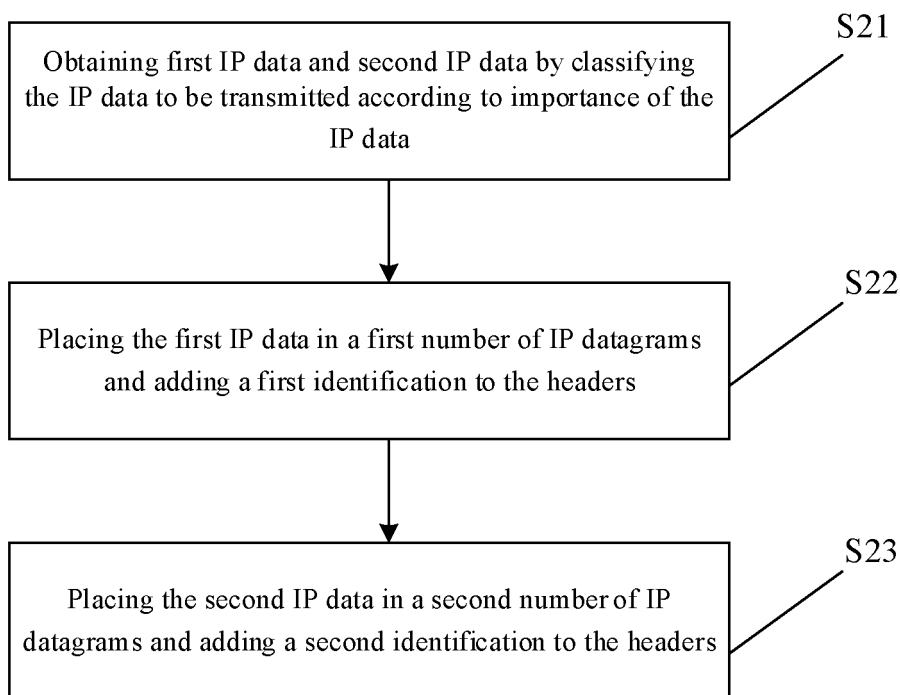 S21
Obtaining first IP data and second IP data by classifying
the IP data to be transmitted according to importance of the
IP data
S22
Placing the first IP data in a first number of IP datagrams
and adding a first identification to the headers
S23
Placing the second IP data in a second number of IP
datagrams and adding a second identification to the headers